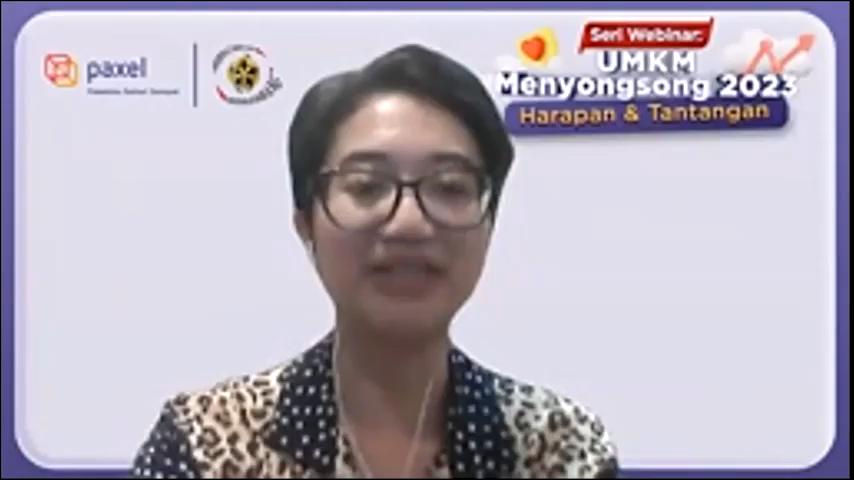 paxel
Seri Webinar:
UMKM
Menyongsong 2023
Harapan & Tantangan